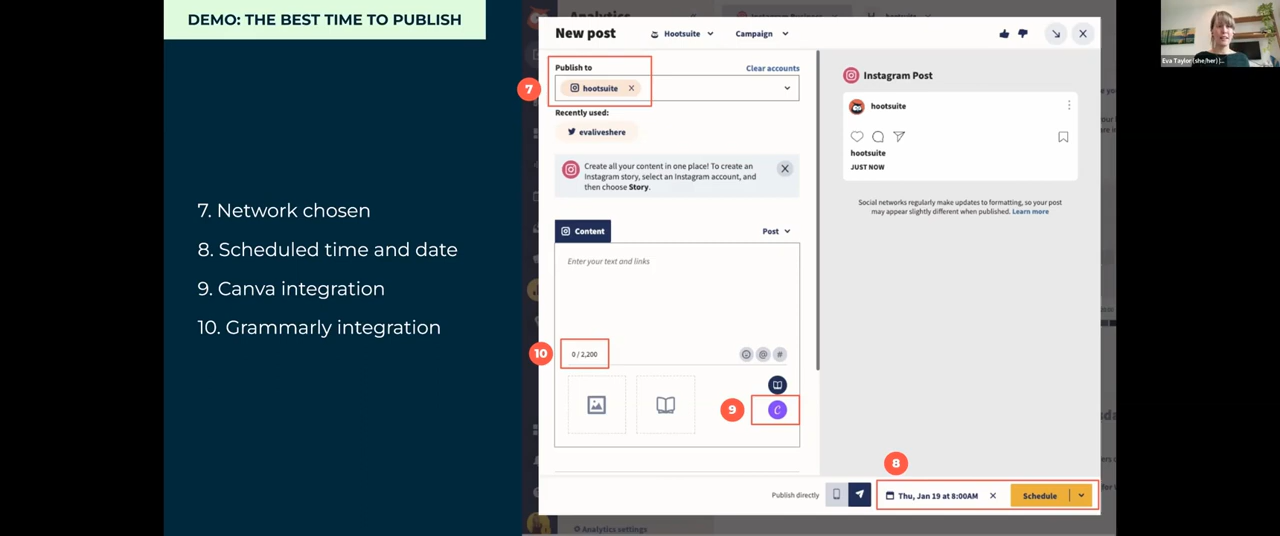 DEMO: THE BEST TIME TO PUBLISH
7. Network chosen
8. Scheduled time and date
9. Canva integration
10. Grammarly integration
Analytics
New post
Hootsuite
Campaign
7
Publish to
Clear accounts
hootsuite
Recently used:
evaliveshere
Create all your content in one place! To create an
Instagram story, select an Instagram account, and
then choose Story.
Content
Post
Enter your text and links
10
0 / 2,200
9
C
8
Publish directly
Thu, Jan 19 at 8:00AM
Schedule
Analytics settings
Instagram Post
hootsuite
hootsuite
JUST NOW
Social networks regularly make updates to formatting, so your post
may appear slightly different when published. Learn more
Eva Taylor (she/her) |